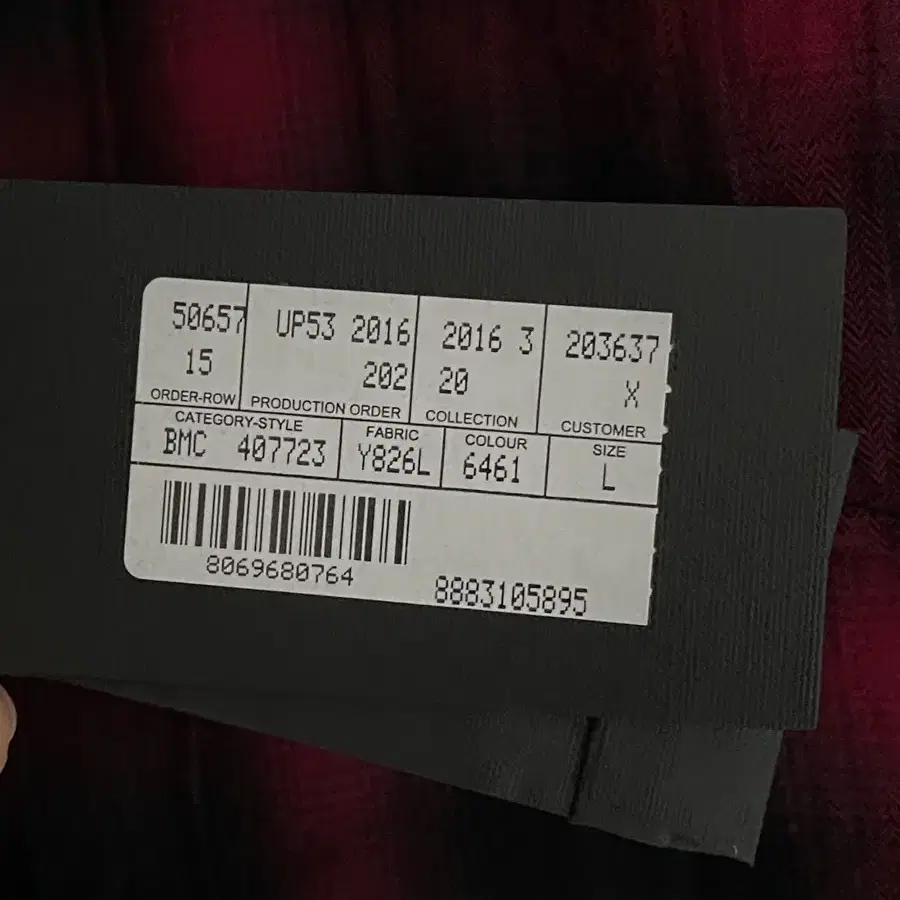 50657 UP53 2016 2016 3 203637
15 202 20 X
ORDER-ROW PRODUCTION ORDER COLLECTION CUSTOMER
CATEGORY-STYLE FABRIC COLOUR SIZE
BMC 407723 Y826L 6461 L
8069680764 8883105895